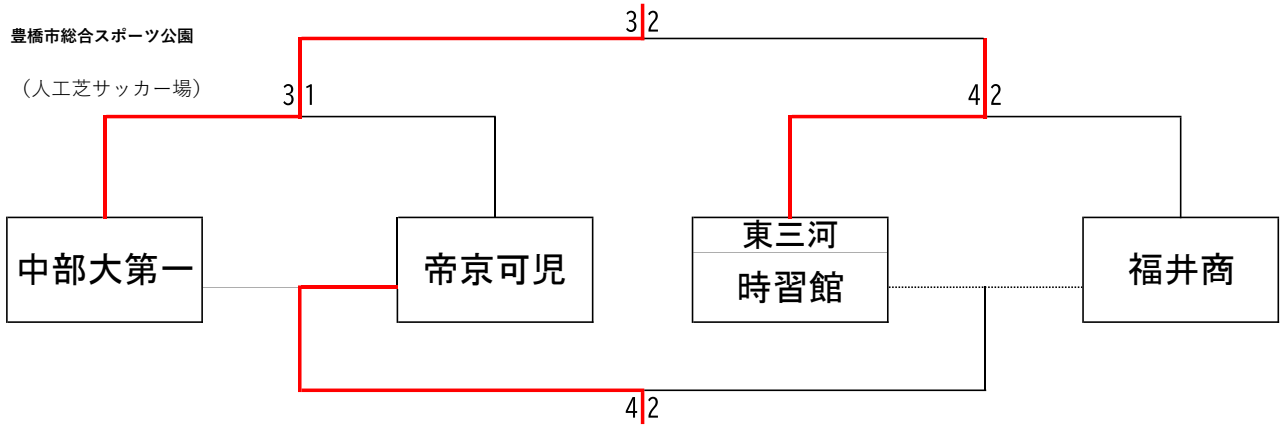 3 2
豊橋市総合スポーツ公園
（人工芝サッカー場）
3 1
4 2
中部大第一
帝京可児
東三河
時習館
福井商
4 2